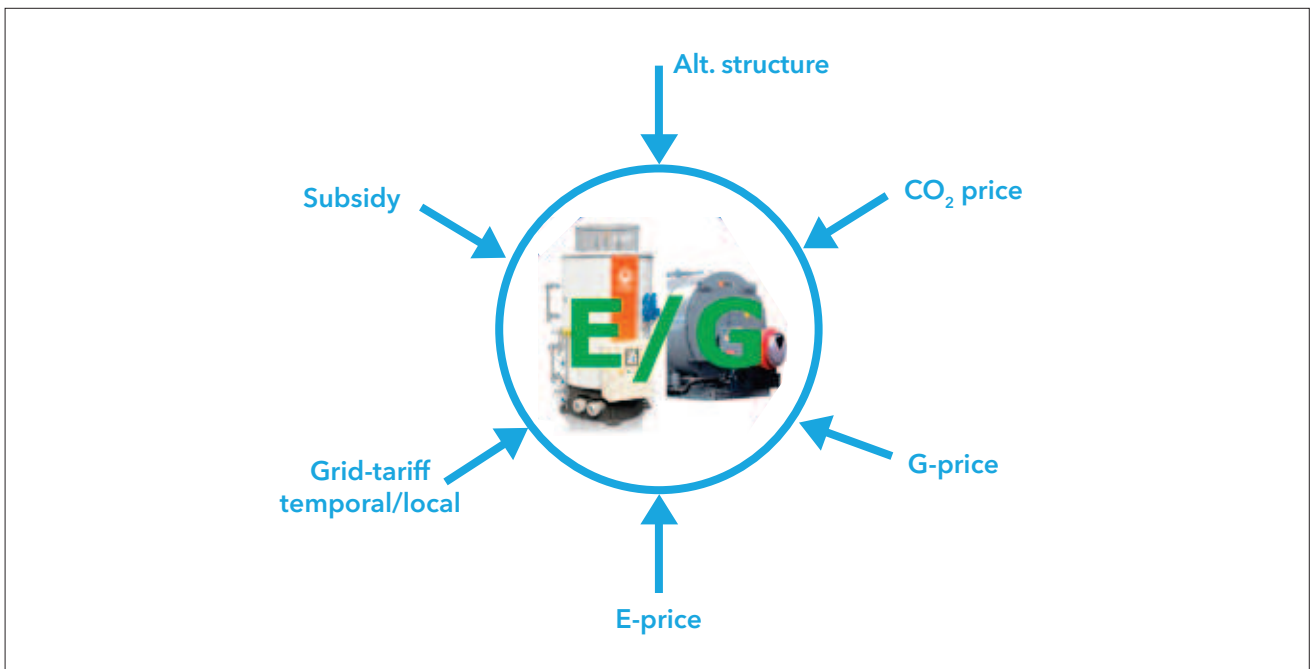 Alt. structure
Subsidy
CO₂ price
E/G
Grid-tariff
temporal/local
G-price
E-price